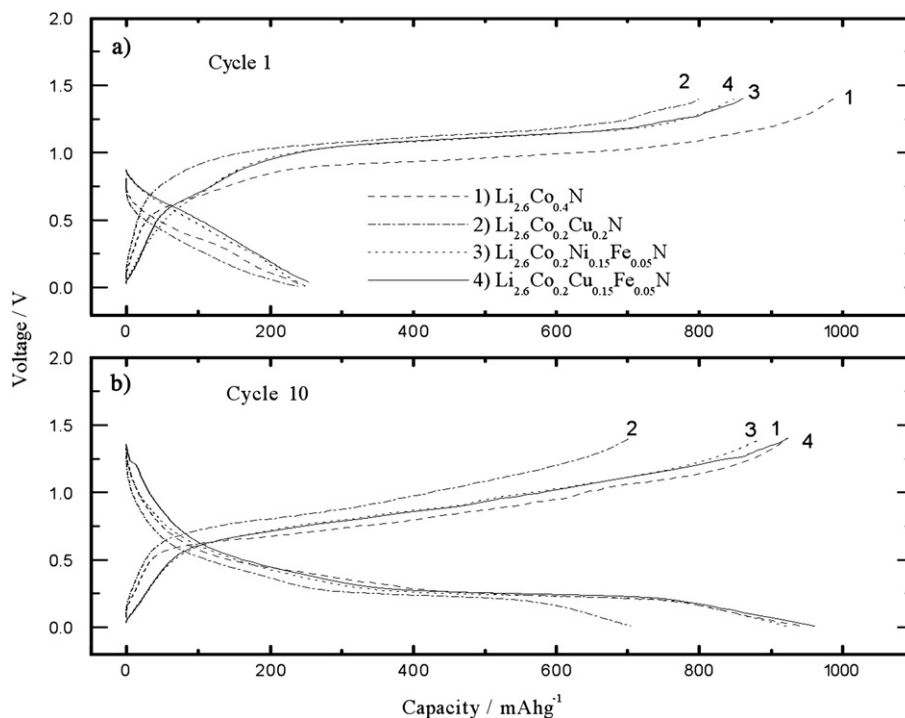 a)
Cycle 1
2 4 3 1
2.0
1.5
1.0
0.5
0.0
1) Li2.6Co0.4N
2) Li2.6Co0.2Cu0.2N
3) Li2.6Co0.2Ni0.15Fe0.05N
4) Li2.6Co0.2Cu0.15Fe0.05N
0 200 400 600 800 1000
Voltage / V
b)
Cycle 10
2 3 1 4
2.0
1.5
1.0
0.5
0.0
0 200 400 600 800 1000
Capacity / mAhg-1